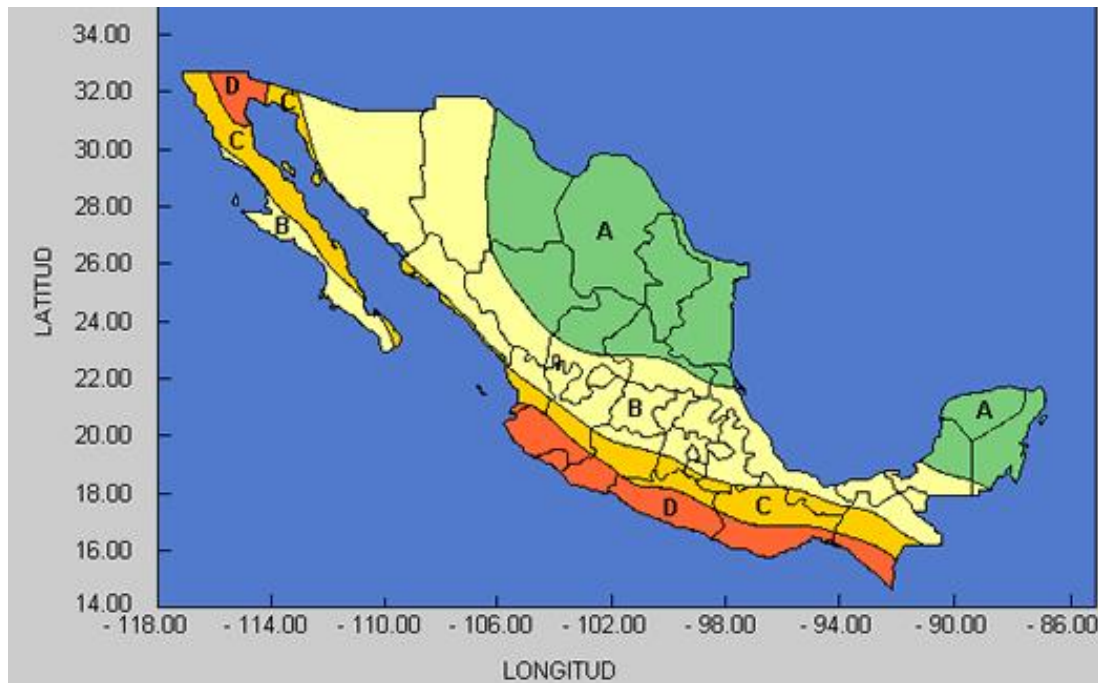 34.00
32.00
30.00
28.00
26.00
24.00
22.00
20.00
18.00
16.00
14.00
LATITUD
D
C
C
B
A
B
A
C
D
- 118.00 - 114.00 - 110.00 - 106.00 - 102.00 - 98.00 - 94.00 - 90.00 - 86.00
LONGITUD